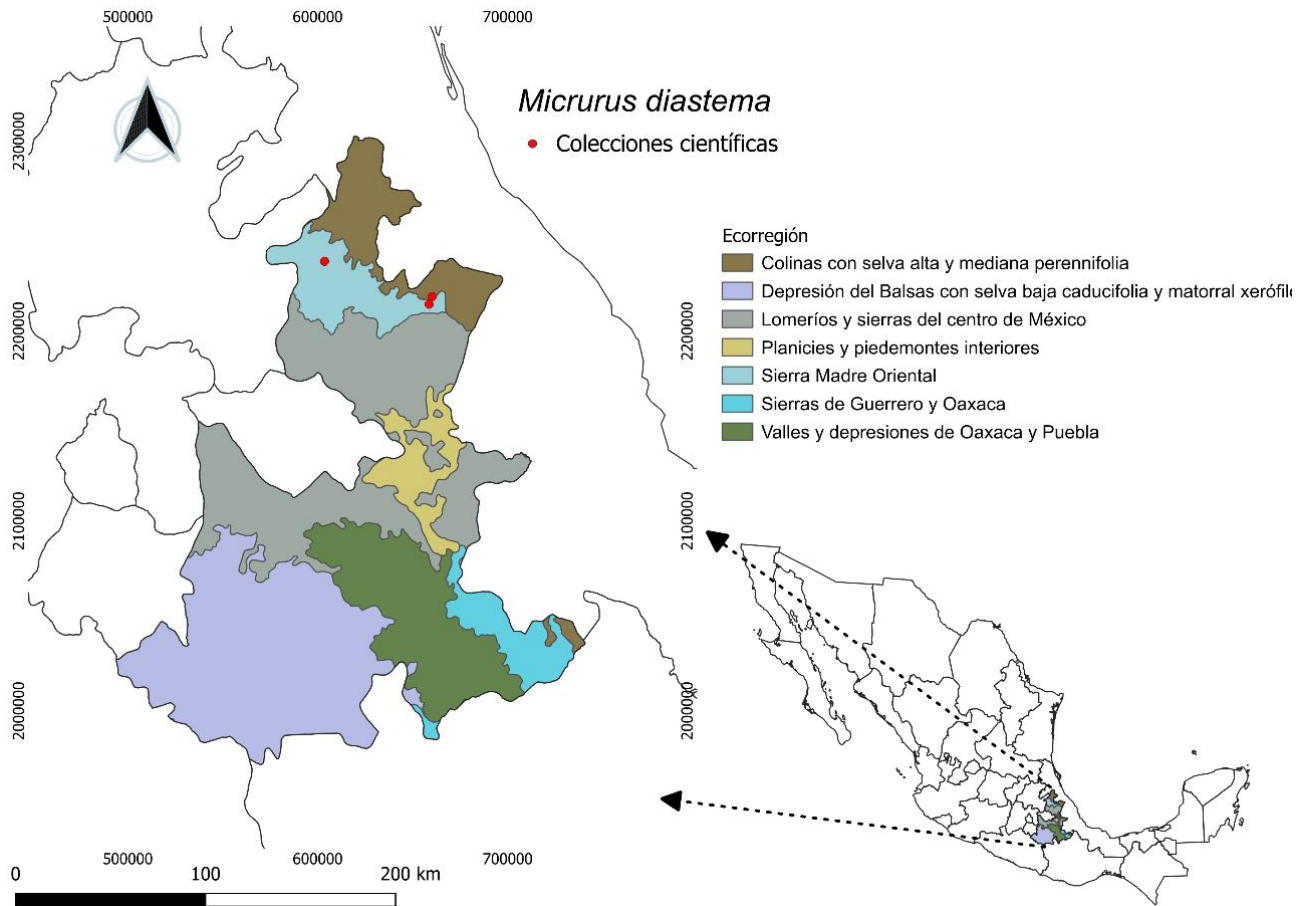 500000 600000 700000
Micrurus diastema
Colecciones científicas
2300000
Ecorregión
Colinas con selva alta y mediana perennifolia
Depresión del Balsas con selva baja caducifolia y matorral xerófilo
Lomeríos y sierras del centro de México
Planicies y piedemontes interiores
Sierra Madre Oriental
Sierras de Guerrero y Oaxaca
Valles y depresiones de Oaxaca y Puebla
2200000 2200000
2100000 2100000
2000000 2000000
500000 600000 700000
0 100 200 km